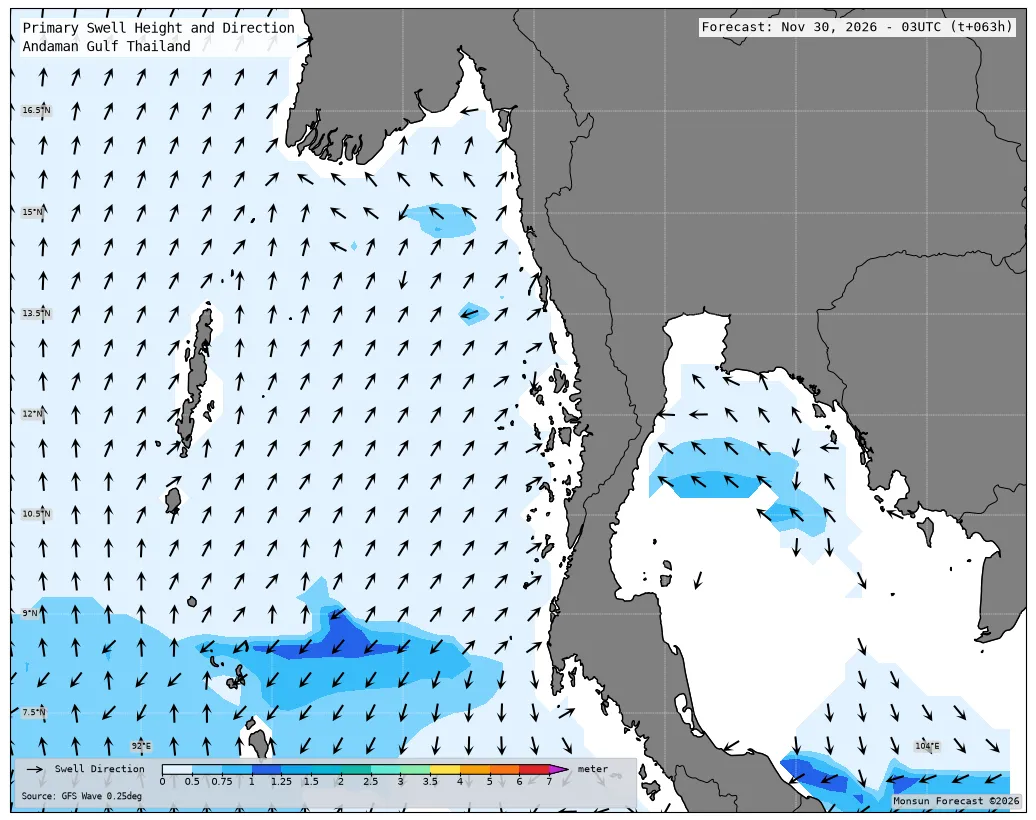 Primary Swell Height and Direction
Andaman Gulf Thailand
Forecast: Nov 30, 2026 - 03UTC (t+063h)
16.5°N
15°N
13.5°N
12°N
10.5°N
9°N
7.5°N
92°E
104°E
Swell Direction
0 0.5 0.75 1 1.25 1.5 2 2.5 3 3.5 4 5 6 7
meter
Source: GFS Wave 0.25deg
Monsun Forecast ©2026